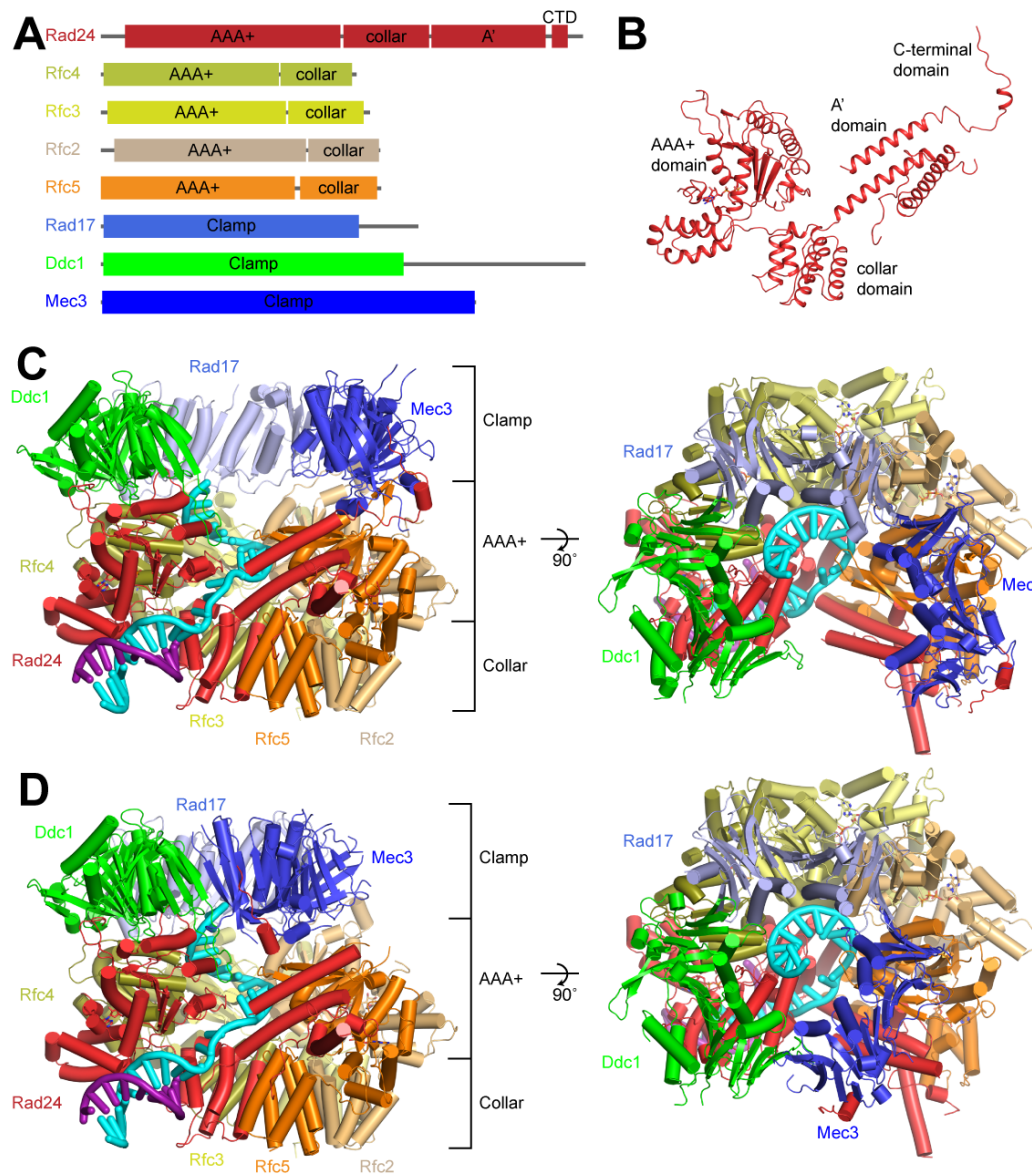 A
Rad24 AAA+ collar A' CTD
Rfc4 AAA+ collar
Rfc3 AAA+ collar
Rfc2 AAA+ collar
Rfc5 AAA+ collar
Rad17 Clamp
Ddc1 Clamp
Mec3 Clamp
B
C-terminal
domain
A'
domain
AAA+
domain
collar
domain
C
Rad17
Ddc1
Mec3
Clamp
Rfc4
AAA+
Rad24
Collar
Rfc3
Rfc5
Rfc2
90°
Rad17
Mec
Ddc1
D
Rad17
Ddc1
Mec3
Clamp
Rfc4
AAA+
Rad24
Collar
Rfc3
Rfc5
Rfc2
90°
Rad17
Ddc1
Mec3